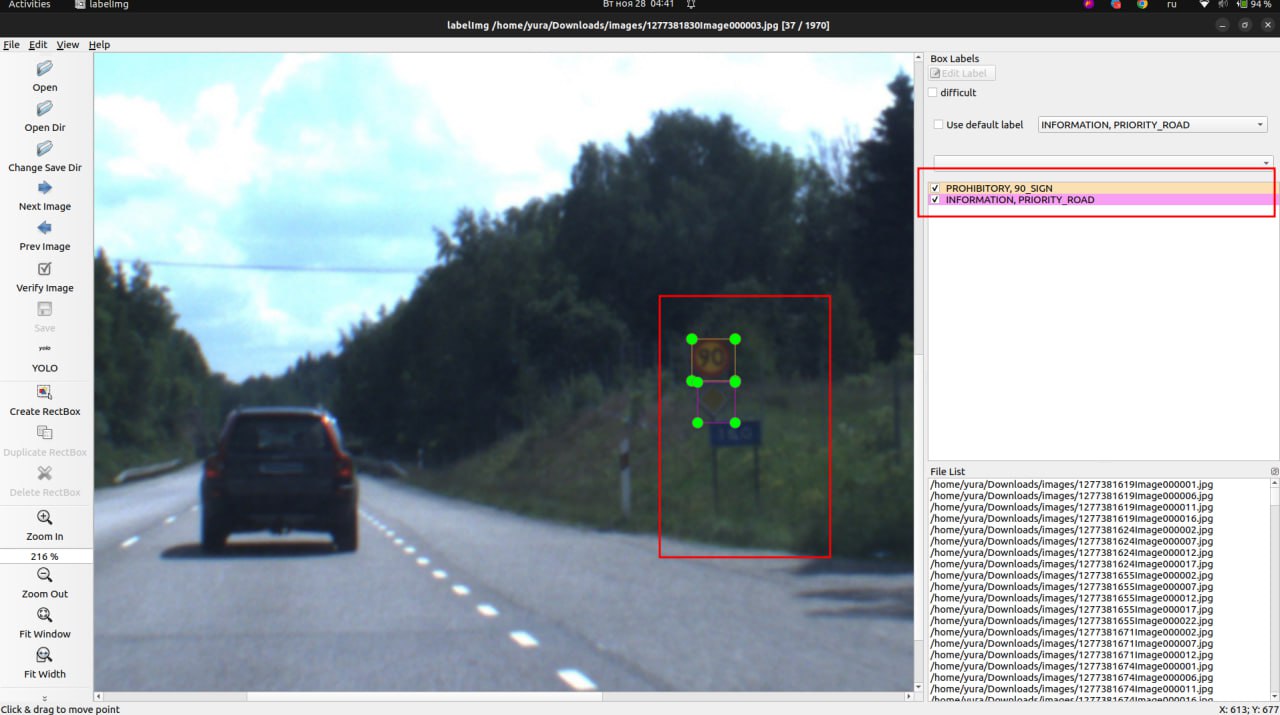 Activities
labelImg
Вт ноя 28 04:41
ru
94 %
labelImg /home/yura/Downloads/images/1277381830Image000003.jpg [37 / 1970]
File Edit View Help
Open
Open Dir
Change Save Dir
Next Image
Prev Image
Verify Image
Save
yolo
YOLO
Create RectBox
Duplicate RectBox
Delete RectBox
Zoom In
216 %
Zoom Out
Fit Window
Fit Width
90
Box Labels
Edit Label
difficult
Use default label
INFORMATION, PRIORITY_ROAD
PROHIBITORY, 90_SIGN
INFORMATION, PRIORITY_ROAD
File List
/home/yura/Downloads/images/1277381619Image000001.jpg
/home/yura/Downloads/images/1277381619Image000006.jpg
/home/yura/Downloads/images/1277381619Image000011.jpg
/home/yura/Downloads/images/1277381619Image000016.jpg
/home/yura/Downloads/images/1277381624Image000002.jpg
/home/yura/Downloads/images/1277381624Image000007.jpg
/home/yura/Downloads/images/1277381624Image000012.jpg
/home/yura/Downloads/images/1277381624Image000017.jpg
/home/yura/Downloads/images/1277381655Image000002.jpg
/home/yura/Downloads/images/1277381655Image000007.jpg
/home/yura/Downloads/images/1277381655Image000012.jpg
/home/yura/Downloads/images/1277381655Image000017.jpg
/home/yura/Downloads/images/1277381655Image000022.jpg
/home/yura/Downloads/images/1277381671Image000002.jpg
/home/yura/Downloads/images/1277381671Image000007.jpg
/home/yura/Downloads/images/1277381671Image000012.jpg
/home/yura/Downloads/images/1277381674Image000001.jpg
/home/yura/Downloads/images/1277381674Image000006.jpg
/home/yura/Downloads/images/1277381674Image000011.jpg
/home/yura/Downloads/images/1277381674Image000016.jpg
Click & drag to move point
X: 613; Y: 677